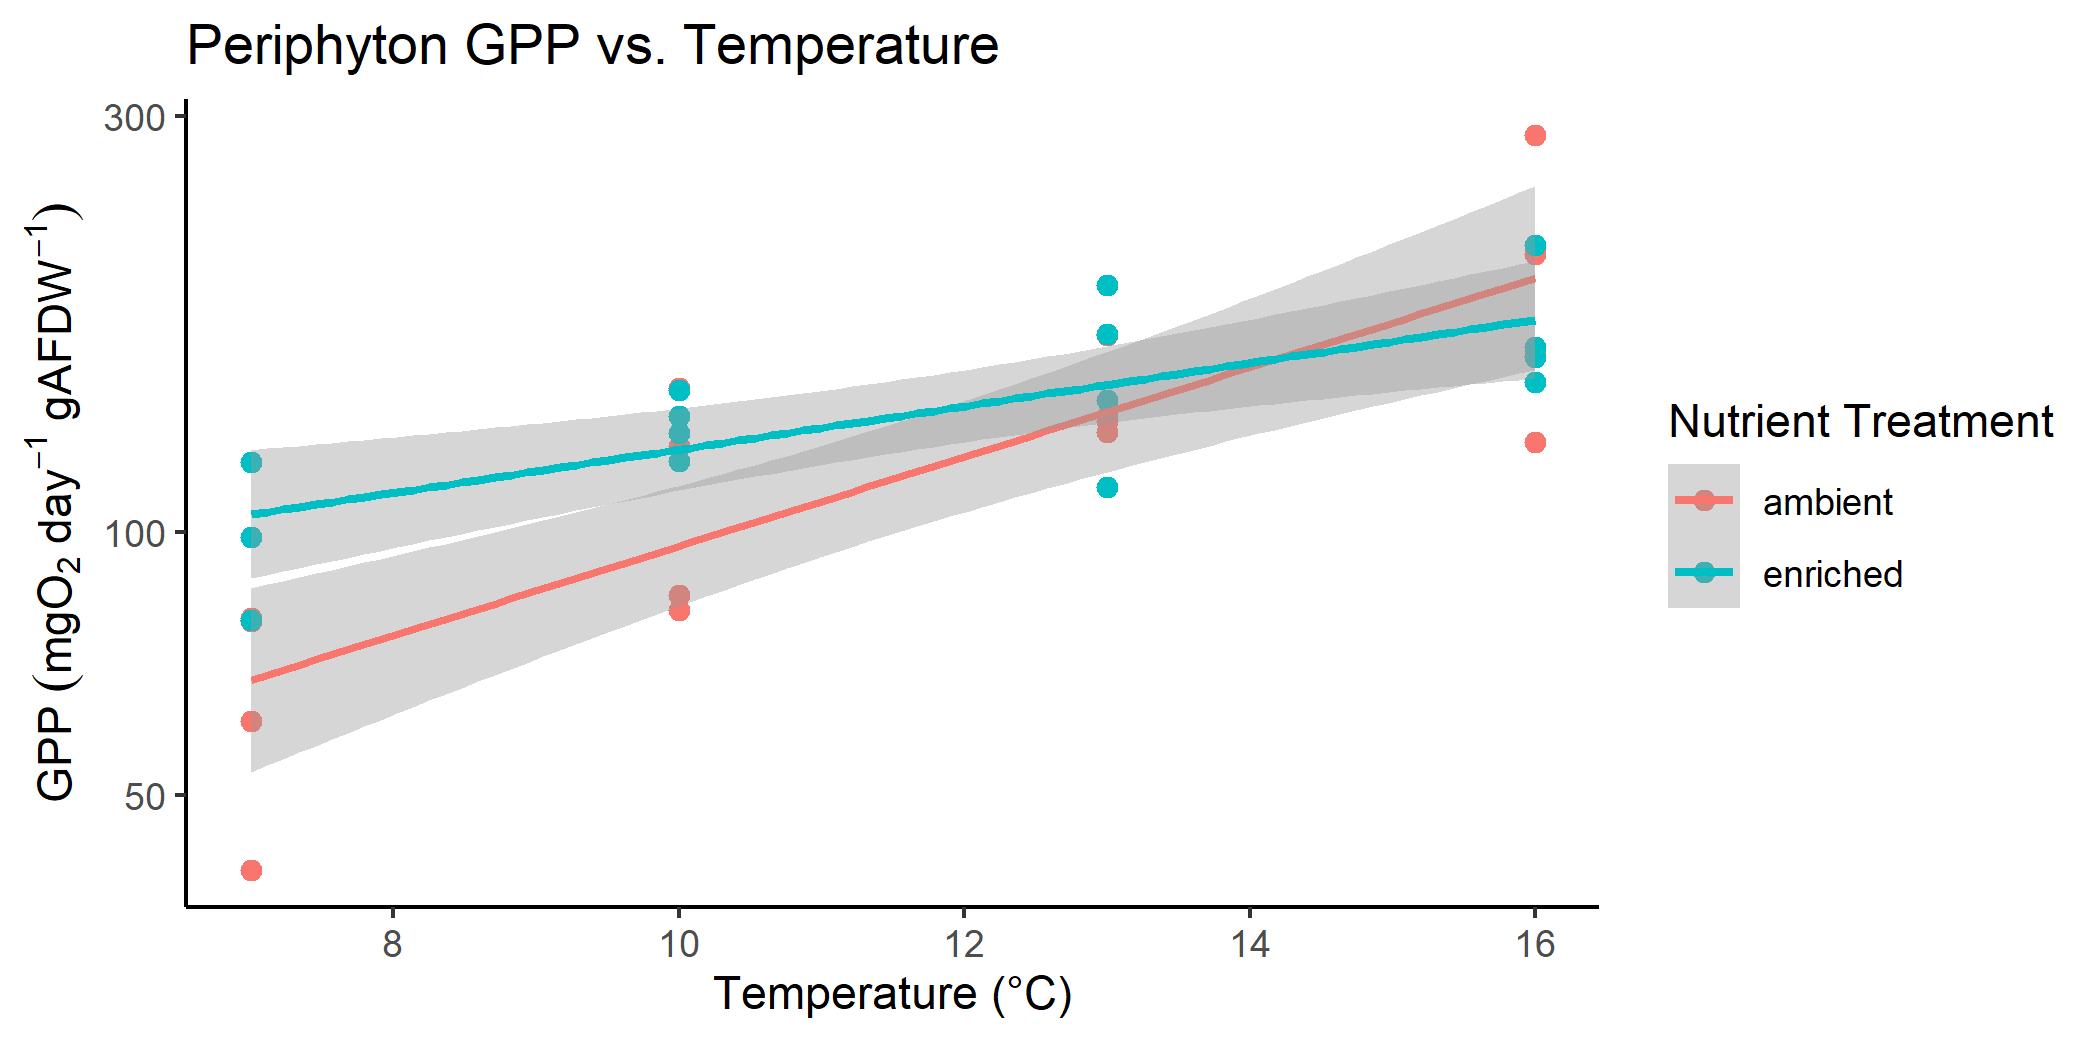 Periphyton GPP vs. Temperature
GPP (mgO₂ day⁻¹ gAFDW⁻¹)
300
100
50
8 10 12 14 16
Temperature (°C)
Nutrient Treatment
ambient
enriched